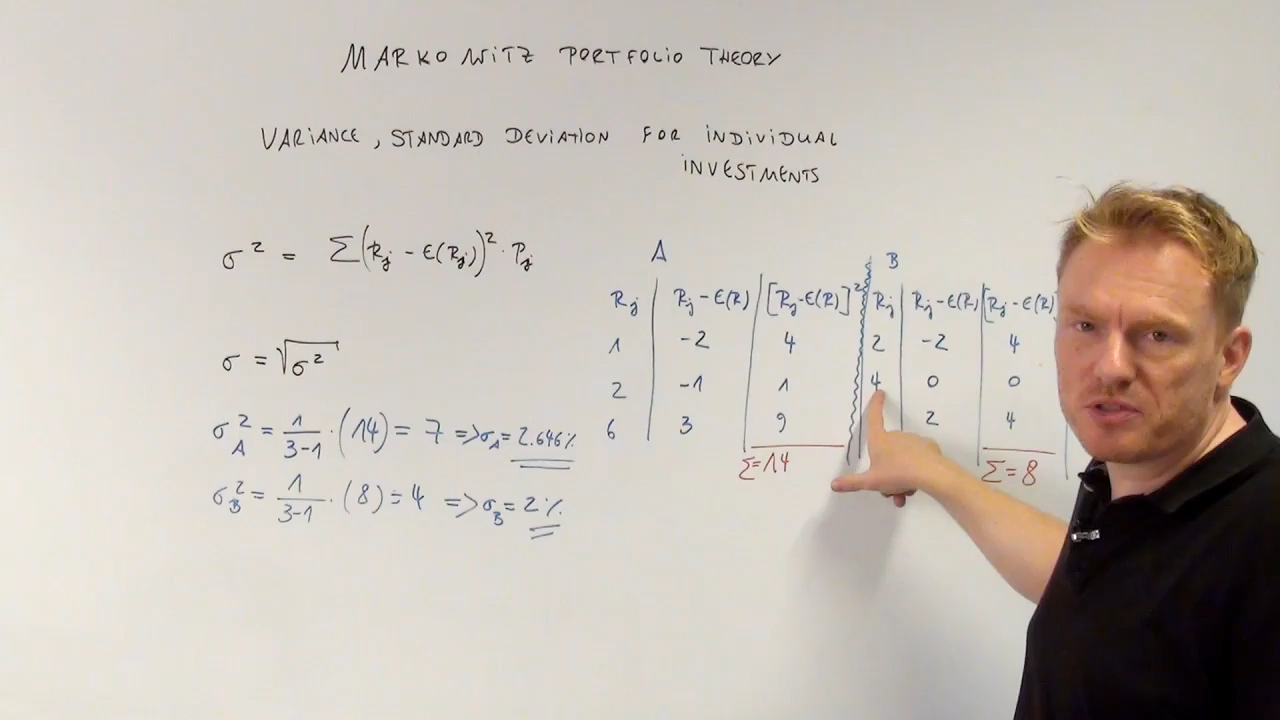 MARKOWITZ PORTFOLIO THEORY
VARIANCE, STANDARD DEVIATION FOR INDIVIDUAL
INVESTMENTS
σ² = Σ(Rj - E(Rj))² · Pj
σ = √σ²
σ²A = 1/(3-1) · (14) = 7 => σA = 2.646%
σ²B = 1/(3-1) · (8) = 4 => σB = 2%
A B
Rj Rj - E(R) [Rj - E(R)]² Rj Rj - E(R) [Rj - E(R)
1 -2 4 2 -2 4
2 -1 1 4 0 0
6 3 9 2 4
Σ=14 Σ=8